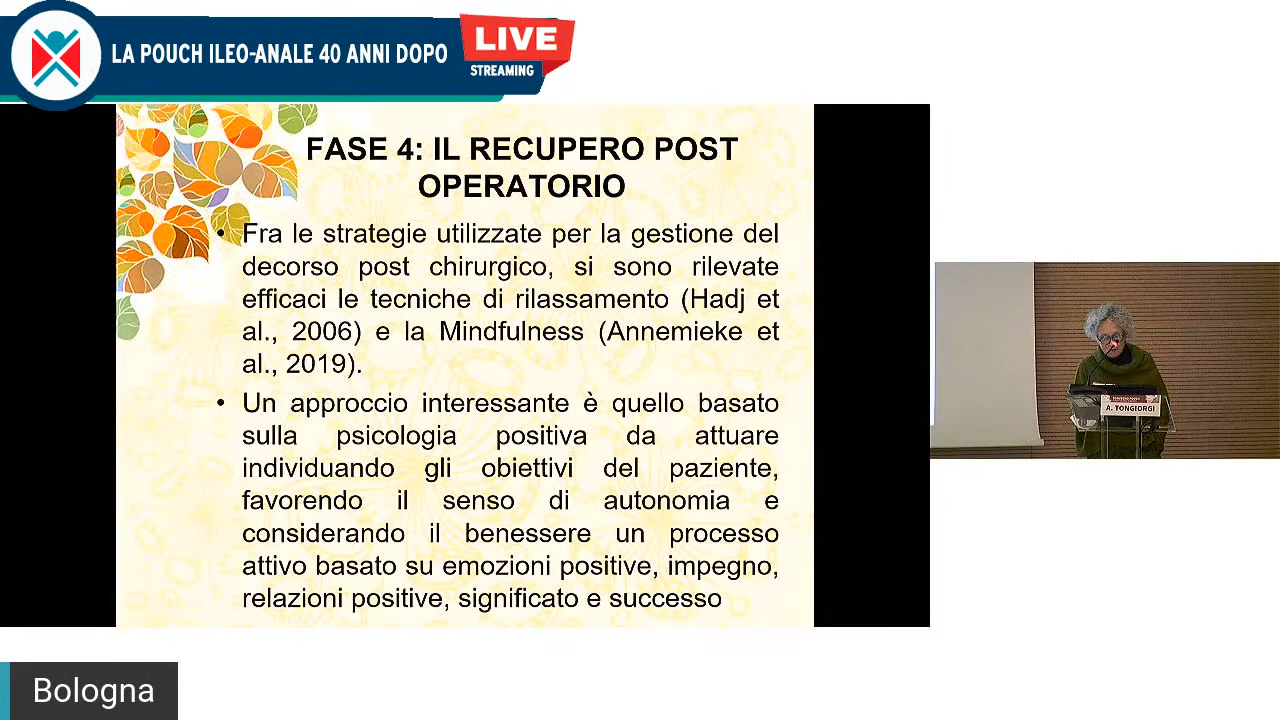 LA POUCH ILEO-ANALE 40 ANNI DOPO
LIVE
STREAMING
FASE 4: IL RECUPERO POST
OPERATORIO
• Fra le strategie utilizzate per la gestione del
decorso post chirurgico, si sono rilevate
efficaci le tecniche di rilassamento (Hadj et
al., 2006) e la Mindfulness (Annemieke et
al., 2019).
• Un approccio interessante è quello basato
sulla psicologia positiva da attuare
individuando gli obiettivi del paziente,
favorendo il senso di autonomia e
considerando il benessere un processo
attivo basato su emozioni positive, impegno,
relazioni positive, significato e successo
A. TONGIORGI
Bologna